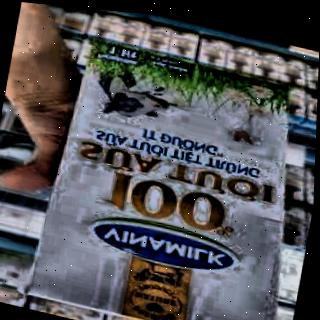 VINAMILK
100%
SỮA TƯƠI
SỮA TƯƠI TIỆT TRÙNG
ÍT ĐƯỜNG